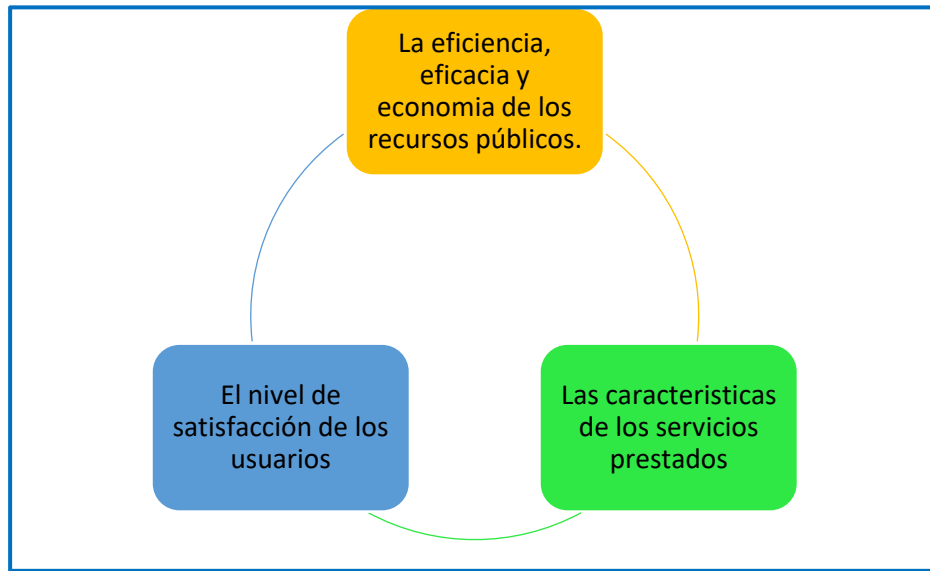 La eficiencia,
eficacia y
economia de los
recursos públicos.
El nivel de
satisfacción de los
usuarios
Las caracteristicas
de los servicios
prestados